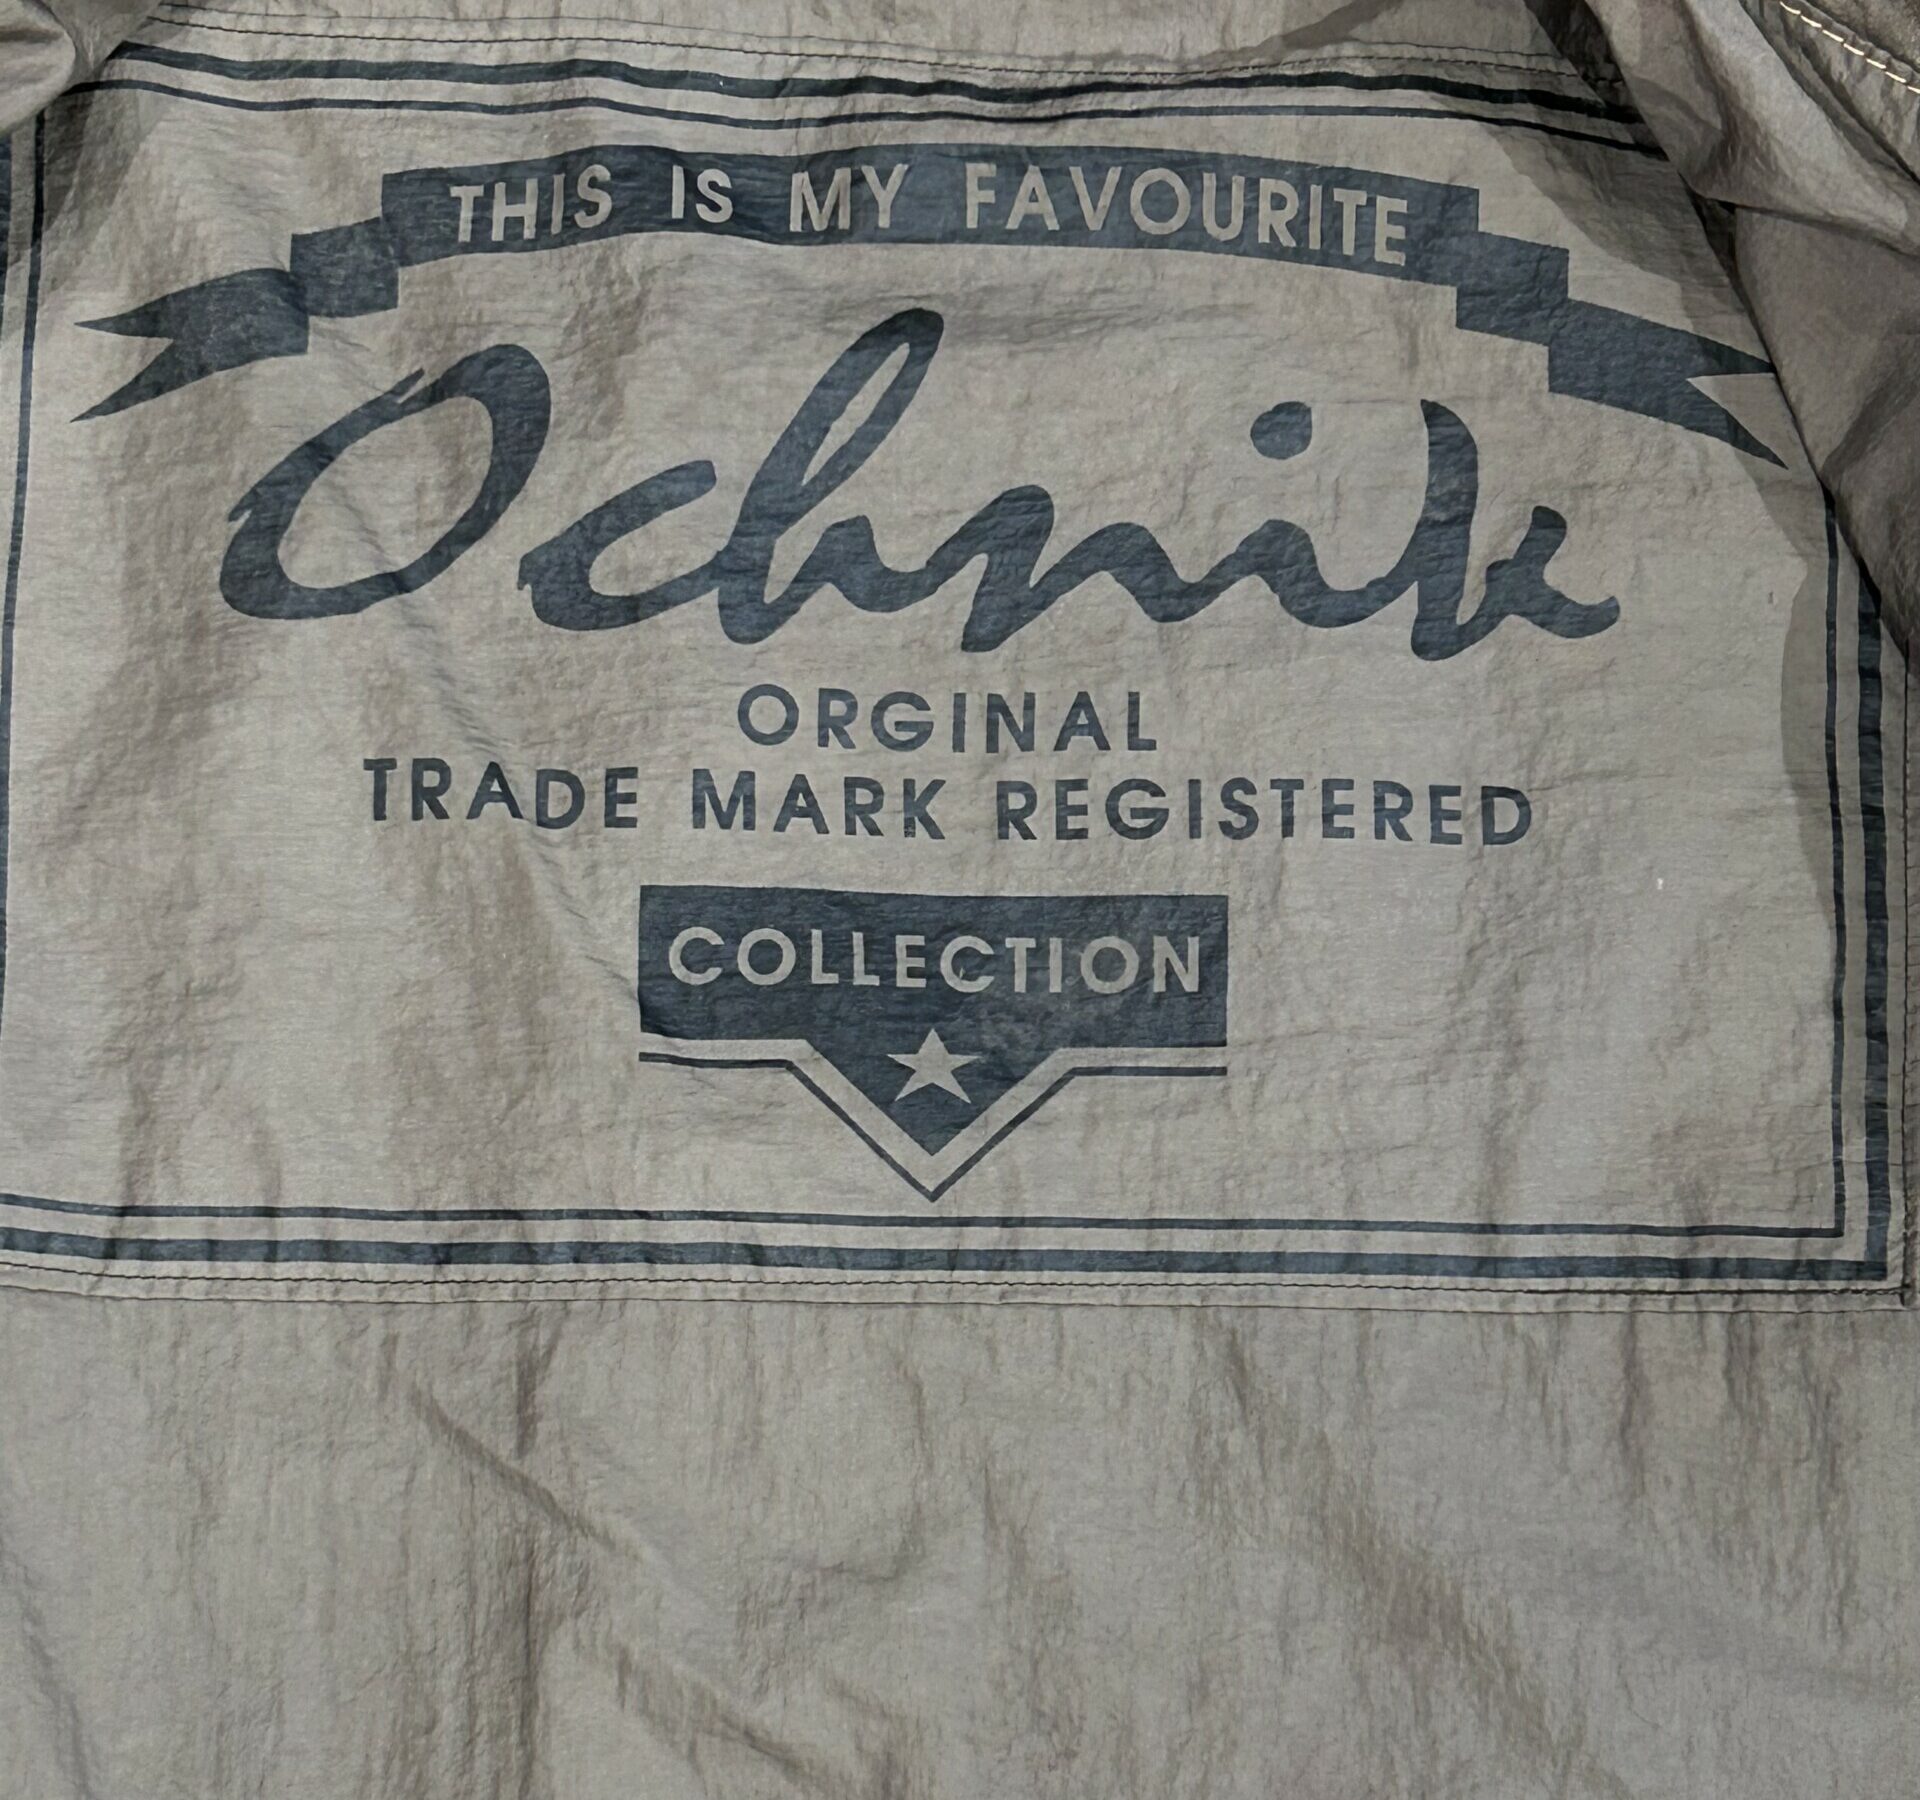 THIS IS MY FAVOURITE
Ochnik
ORGINAL
TRADE MARK REGISTERED
COLLECTION